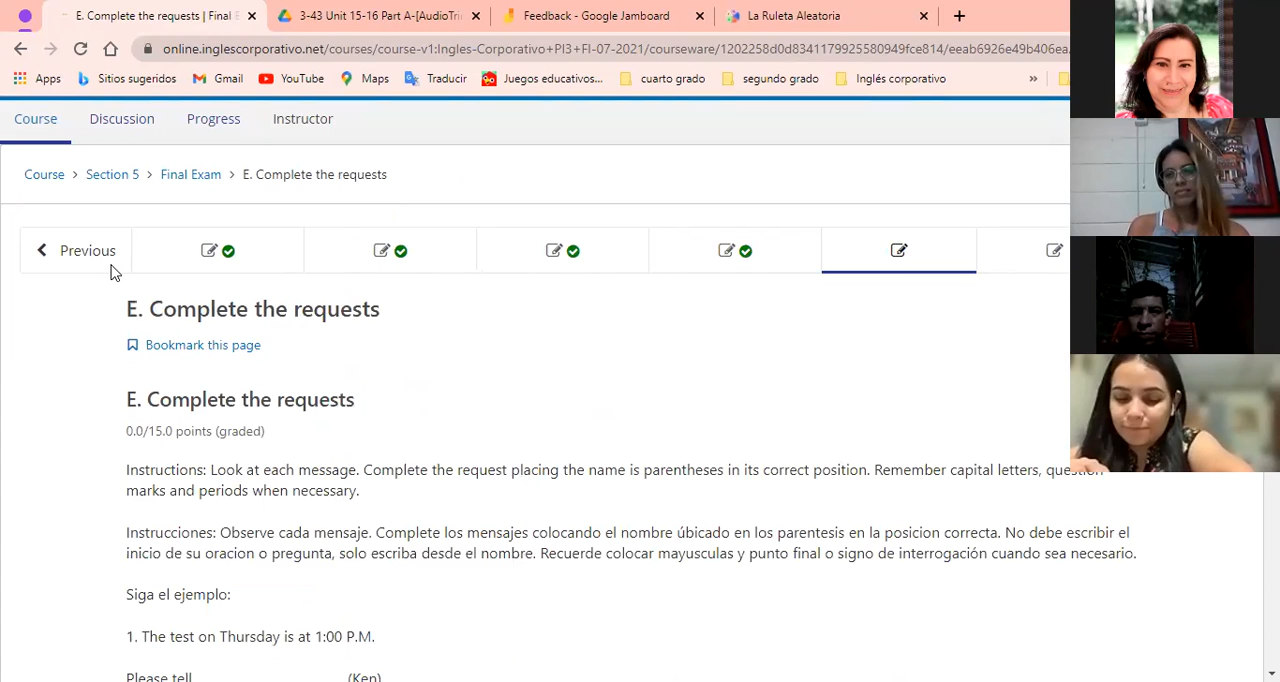 E. Complete the requests | Final E
3-43 Unit 15-16 Part A-[AudioTri
Feedback - Google Jamboard
La Ruleta Aleatoria
online.inglescorporativo.net/courses/course-v1:Ingles-Corporativo+PI3+FI-07-2021/courseware/1202258d0d8341179925580949fce814/eeab6926e49b406ea
Apps
Sitios sugeridos
Gmail
YouTube
Maps
Traducir
Juegos educativos...
cuarto grado
segundo grado
Inglés corporativo
»
Course
Discussion
Progress
Instructor
Course > Section 5 > Final Exam > E. Complete the requests
Previous
E. Complete the requests
Bookmark this page
E. Complete the requests
0.0/15.0 points (graded)
Instructions: Look at each message. Complete the request placing the name is parentheses in its correct position. Remember capital letters, question
marks and periods when necessary.
Instrucciones: Observe cada mensaje. Complete los mensajes colocando el nombre úbicado en los parentesis en la posicion correcta. No debe escribir el
inicio de su oracion o pregunta, solo escriba desde el nombre. Recuerde colocar mayusculas y punto final o signo de interrogación cuando sea necesario.
Siga el ejemplo:
1. The test on Thursday is at 1:00 P.M.
Please tell ____________________ (Ken)